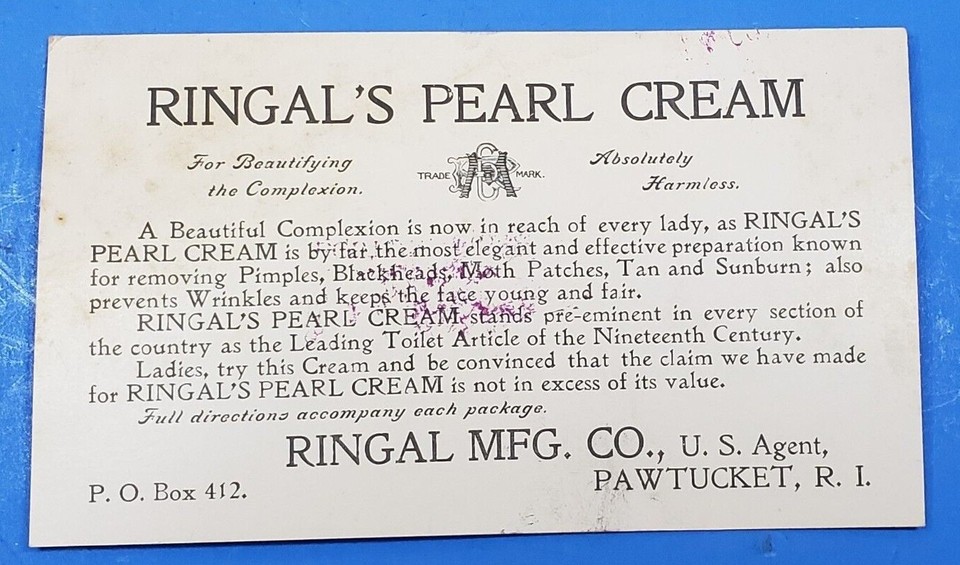 RINGAL'S PEARL CREAM
For Beautifying
the Complexion.
TRADE MARK.
Absolutely
Harmless.
A Beautiful Complexion is now in reach of every lady, as RINGAL'S
PEARL CREAM is by far the most elegant and effective preparation known
for removing Pimples, Blackheads, Moth Patches, Tan and Sunburn; also
prevents Wrinkles and keeps the face young and fair.
RINGAL'S PEARL CREAM stands pre-eminent in every section of
the country as the Leading Toilet Article of the Nineteenth Century.
Ladies, try this Cream and be convinced that the claim we have made
for RINGAL'S PEARL CREAM is not in excess of its value.
Full directions accompany each package.
RINGAL MFG. CO., U. S. Agent,
P. O. Box 412. PAWTUCKET, R. I.